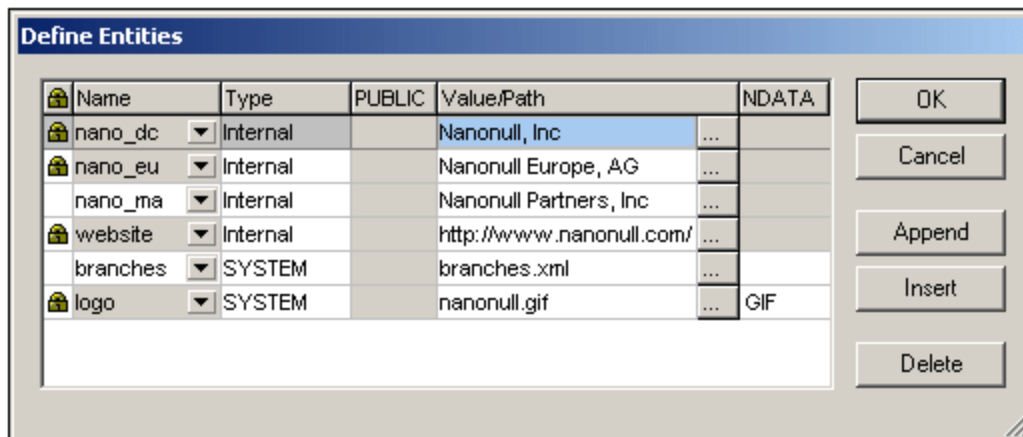 Define Entities
Name Type PUBLIC Value/Path NDATA
nano_dc Internal Nanonull, Inc ...
nano_eu Internal Nanonull Europe, AG ...
nano_ma Internal Nanonull Partners, Inc ...
website Internal http://www.nanonull.com/ ...
branches SYSTEM branches.xml ...
logo SYSTEM nanonull.gif ... GIF
OK
Cancel
Append
Insert
Delete